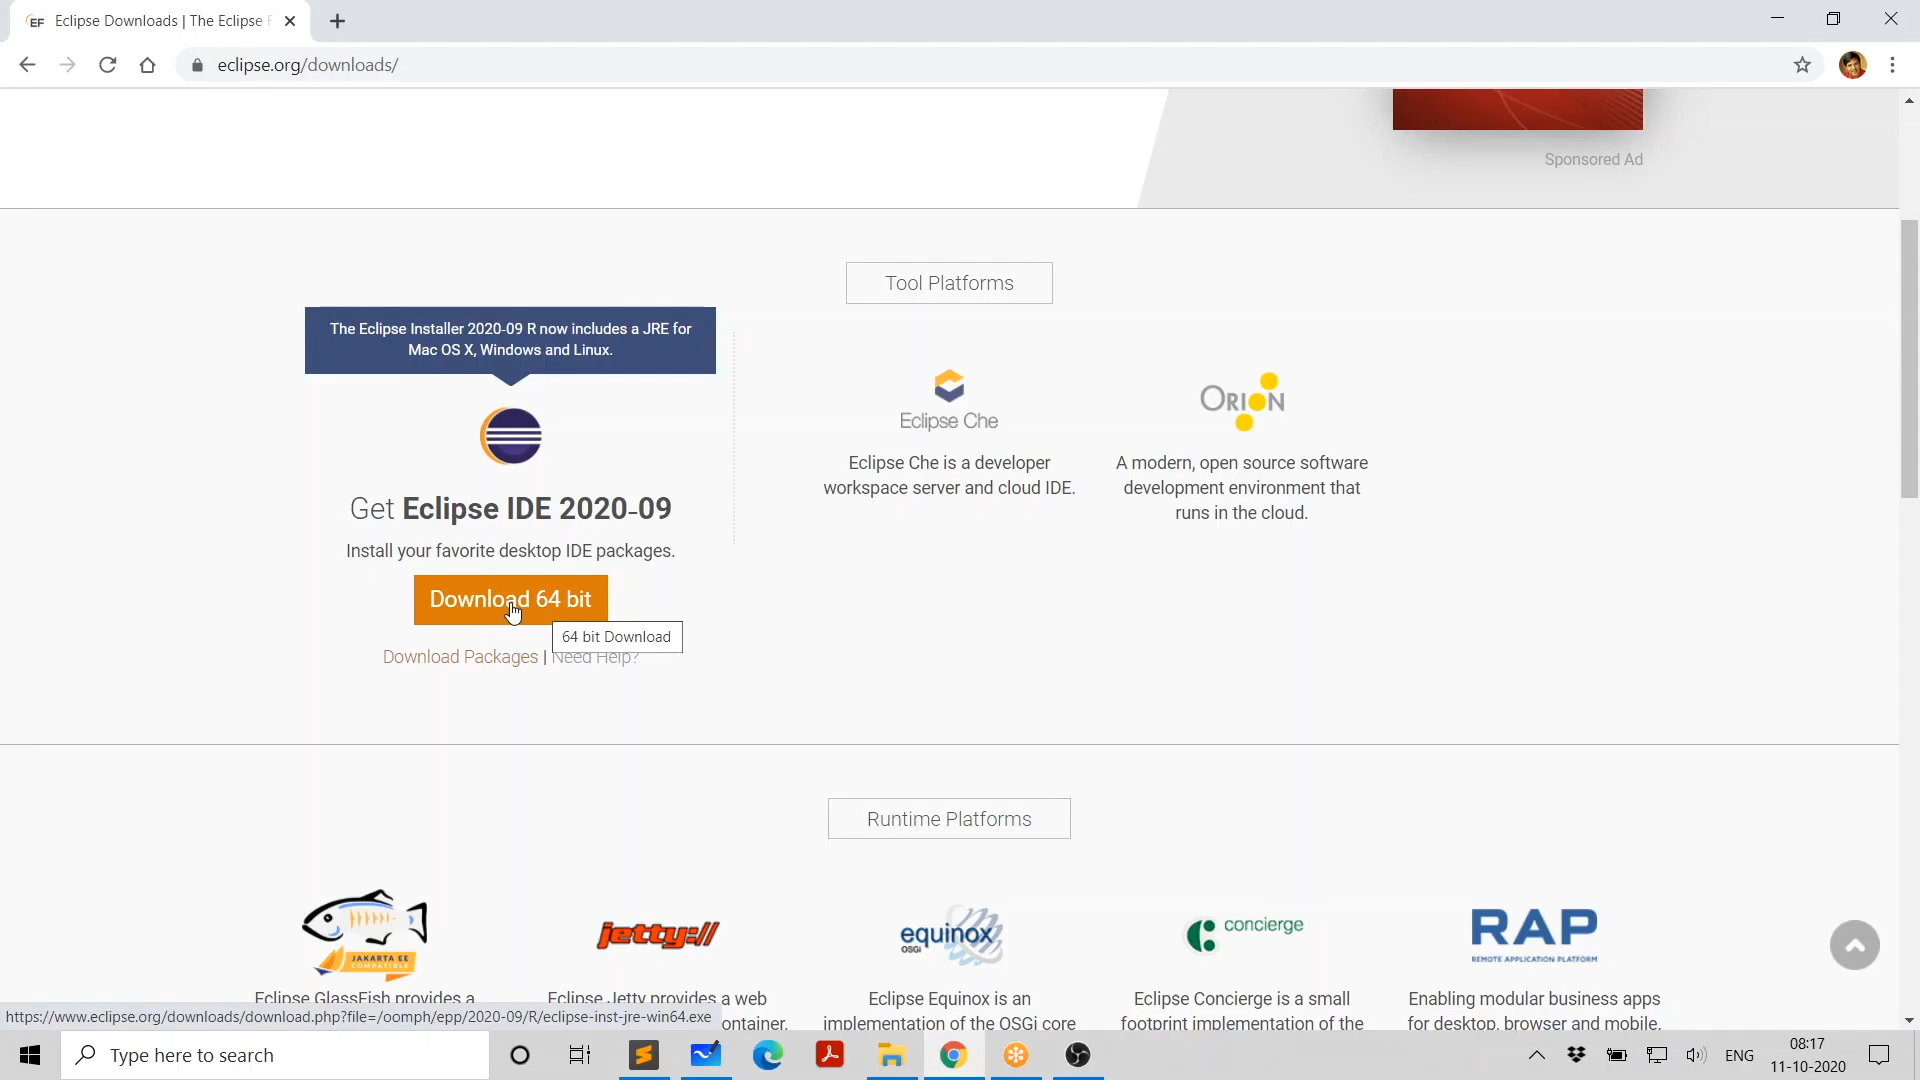 EF Eclipse Downloads | The Eclipse F
eclipse.org/downloads/
Sponsored Ad
Tool Platforms
The Eclipse Installer 2020-09 R now includes a JRE for
Mac OS X, Windows and Linux.
Get Eclipse IDE 2020-09
Install your favorite desktop IDE packages.
Download 64 bit
64 bit Download
Download Packages | Need Help?
Eclipse Che
Eclipse Che is a developer
workspace server and cloud IDE.
ORION
A modern, open source software
development environment that
runs in the cloud.
Runtime Platforms
JAKARTA EE
COMPATIBLE
Eclipse GlassFish provides a
jetty://
Eclipse Jetty provides a web
container,
equinox
OSGi
Eclipse Equinox is an
implementation of the OSGi core
concierge
Eclipse Concierge is a small
footprint implementation of the
RAP
REMOTE APPLICATION PLATFORM
Enabling modular business apps
for desktop, browser and mobile.
https://www.eclipse.org/downloads/download.php?file=/oomph/epp/2020-09/R/eclipse-inst-jre-win64.exe
Type here to search
ENG
08:17
11-10-2020